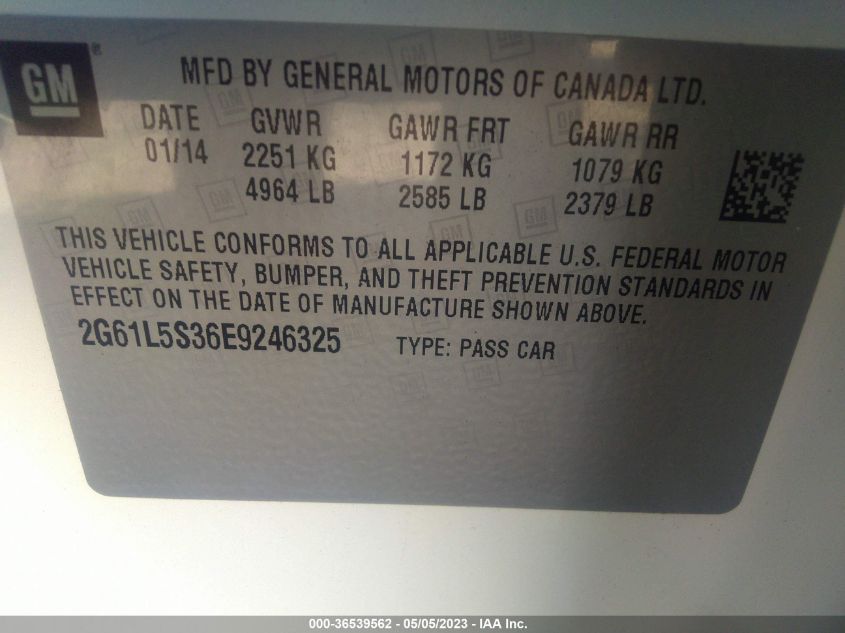 GM
MFD BY GENERAL MOTORS OF CANADA LTD.
DATE GVWR GAWR FRT GAWR RR
01/14 2251 KG 1172 KG 1079 KG
4964 LB 2585 LB 2379 LB
THIS VEHICLE CONFORMS TO ALL APPLICABLE U.S. FEDERAL MOTOR
VEHICLE SAFETY, BUMPER, AND THEFT PREVENTION STANDARDS IN
EFFECT ON THE DATE OF MANUFACTURE SHOWN ABOVE.
2G61L5S36E9246325 TYPE: PASS CAR
000-36539562 - 05/05/2023 - IAA Inc.